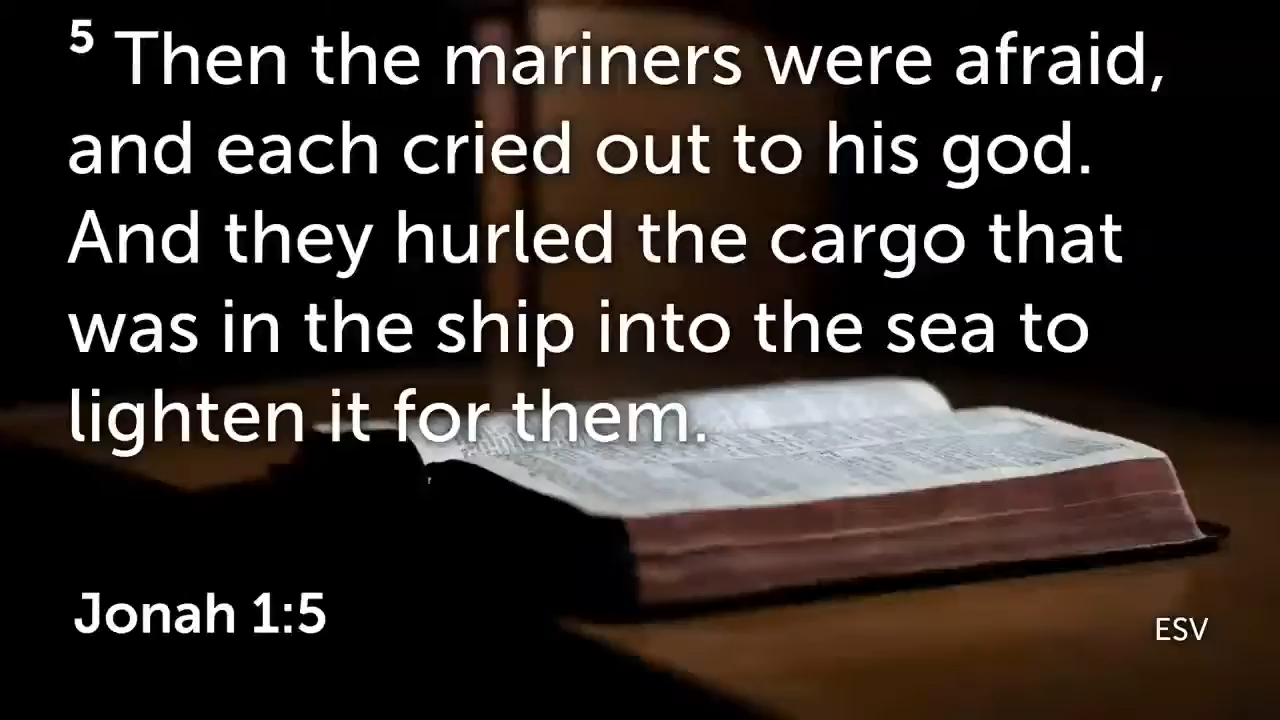 5 Then the mariners were afraid,
and each cried out to his god.
And they hurled the cargo that
was in the ship into the sea to
lighten it for them.
Jonah 1:5
ESV